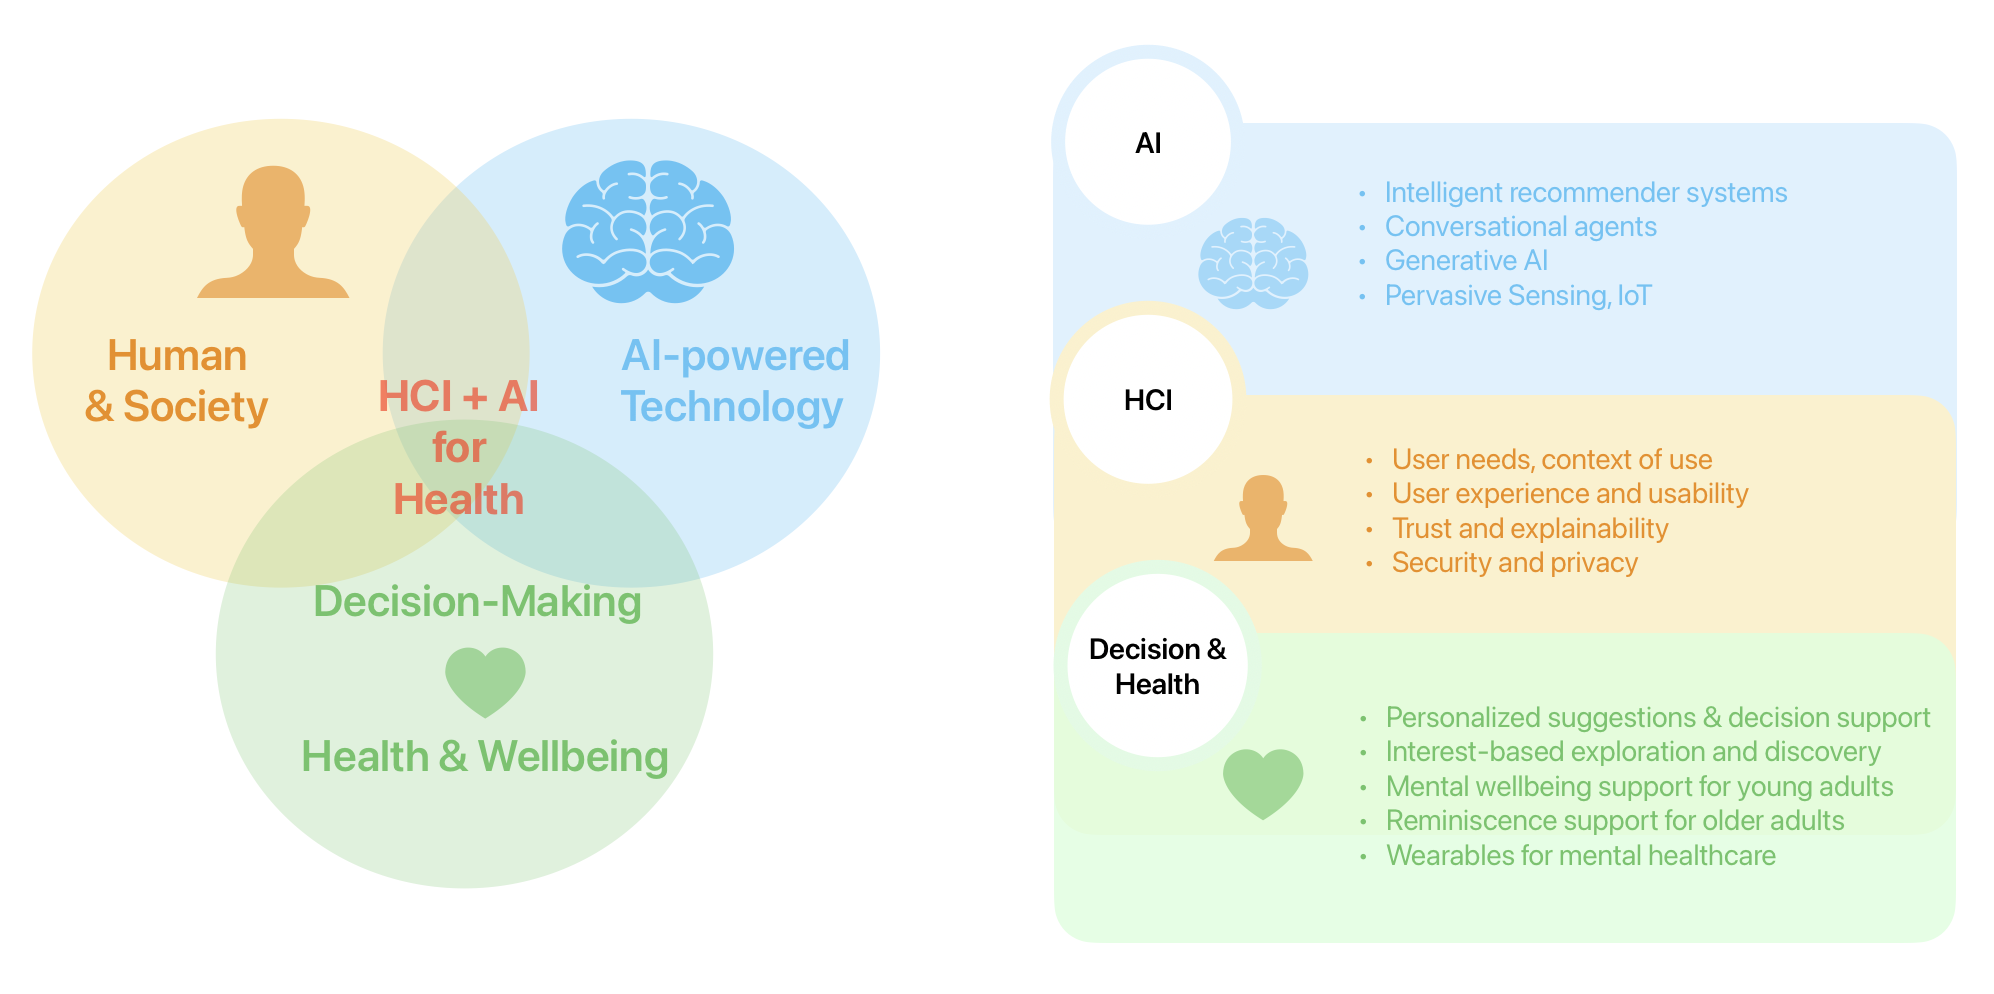 Human
& Society
AI-powered
Technology
HCI + AI
for
Health
Decision-Making
Health & Wellbeing
AI
• Intelligent recommender systems
• Conversational agents
• Generative AI
• Pervasive Sensing, IoT
HCI
• User needs, context of use
• User experience and usability
• Trust and explainability
• Security and privacy
Decision &
Health
• Personalized suggestions & decision support
• Interest-based exploration and discovery
• Mental wellbeing support for young adults
• Reminiscence support for older adults
• Wearables for mental healthcare